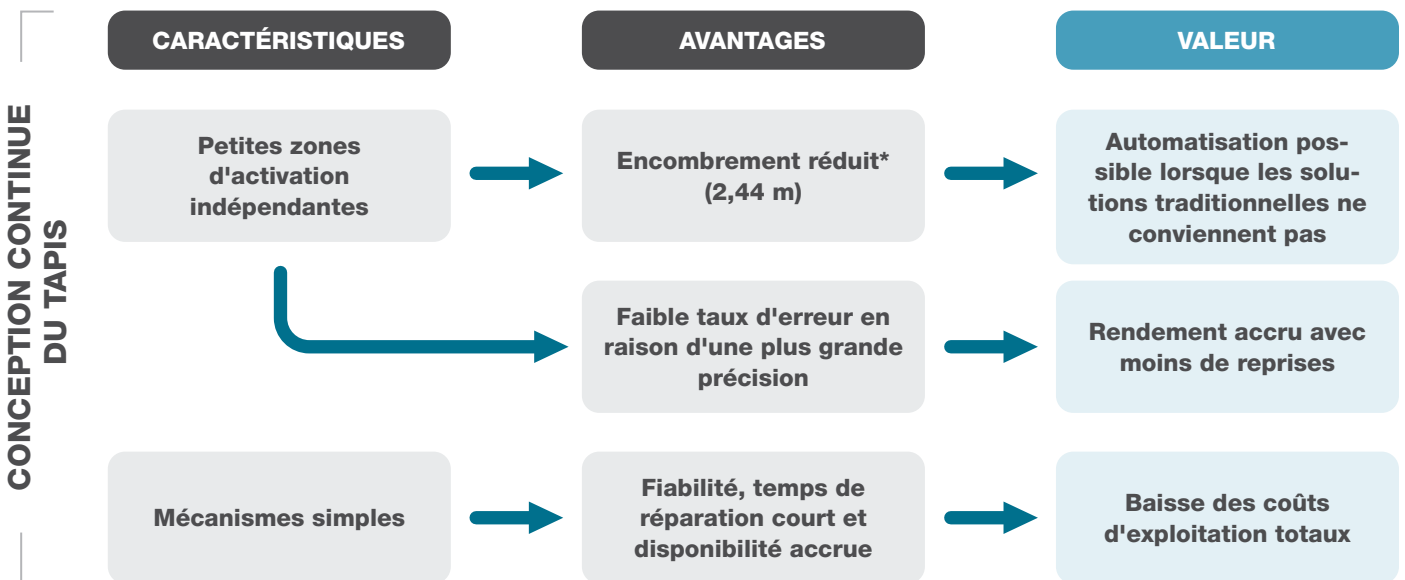 CONCEPTION CONTINUE
DU TAPIS
CARACTÉRISTIQUES
AVANTAGES
VALEUR
Petites zones
d'activation
indépendantes
Encombrement réduit*
(2,44 m)
Automatisation pos-
sible lorsque les solu-
tions traditionnelles ne
conviennent pas
Faible taux d'erreur en
raison d'une plus grande
précision
Rendement accru avec
moins de reprises
Mécanismes simples
Fiabilité, temps de
réparation court et
disponibilité accrue
Baisse des coûts
d'exploitation totaux